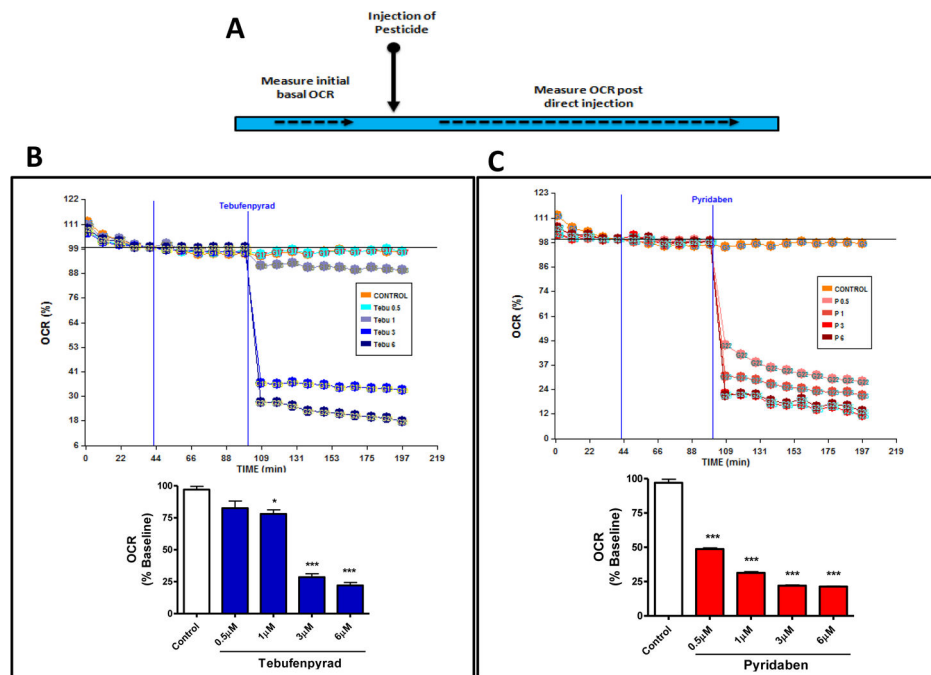 A
Injection of
Pesticide
Measure initial
basal OCR
Measure OCR post
direct injection
B
Tebufenpyrad
OCR (%)
122
111
99
88
76
64
53
41
30
18
6
CONTROL
Tebu 0.5
Tebu 1
Tebu 3
Tebu 6
0 22 44 66 88 109 131 153 175 197 219
TIME (min)
OCR
(% Baseline)
100
75
50
25
0
*
***
***
Control
0.5µM
1µM
3µM
6µM
Tebufenpyrad
C
Pyridaben
OCR (%)
123
111
98
86
74
61
49
37
24
12
0
CONTROL
P 0.5
P 1
P 3
P 6
0 22 44 66 88 109 131 153 175 197 219
TIME (min)
OCR
(% Baseline)
100
75
50
25
0
***
***
***
***
Control
0.5µM
1µM
3µM
6µM
Pyridaben